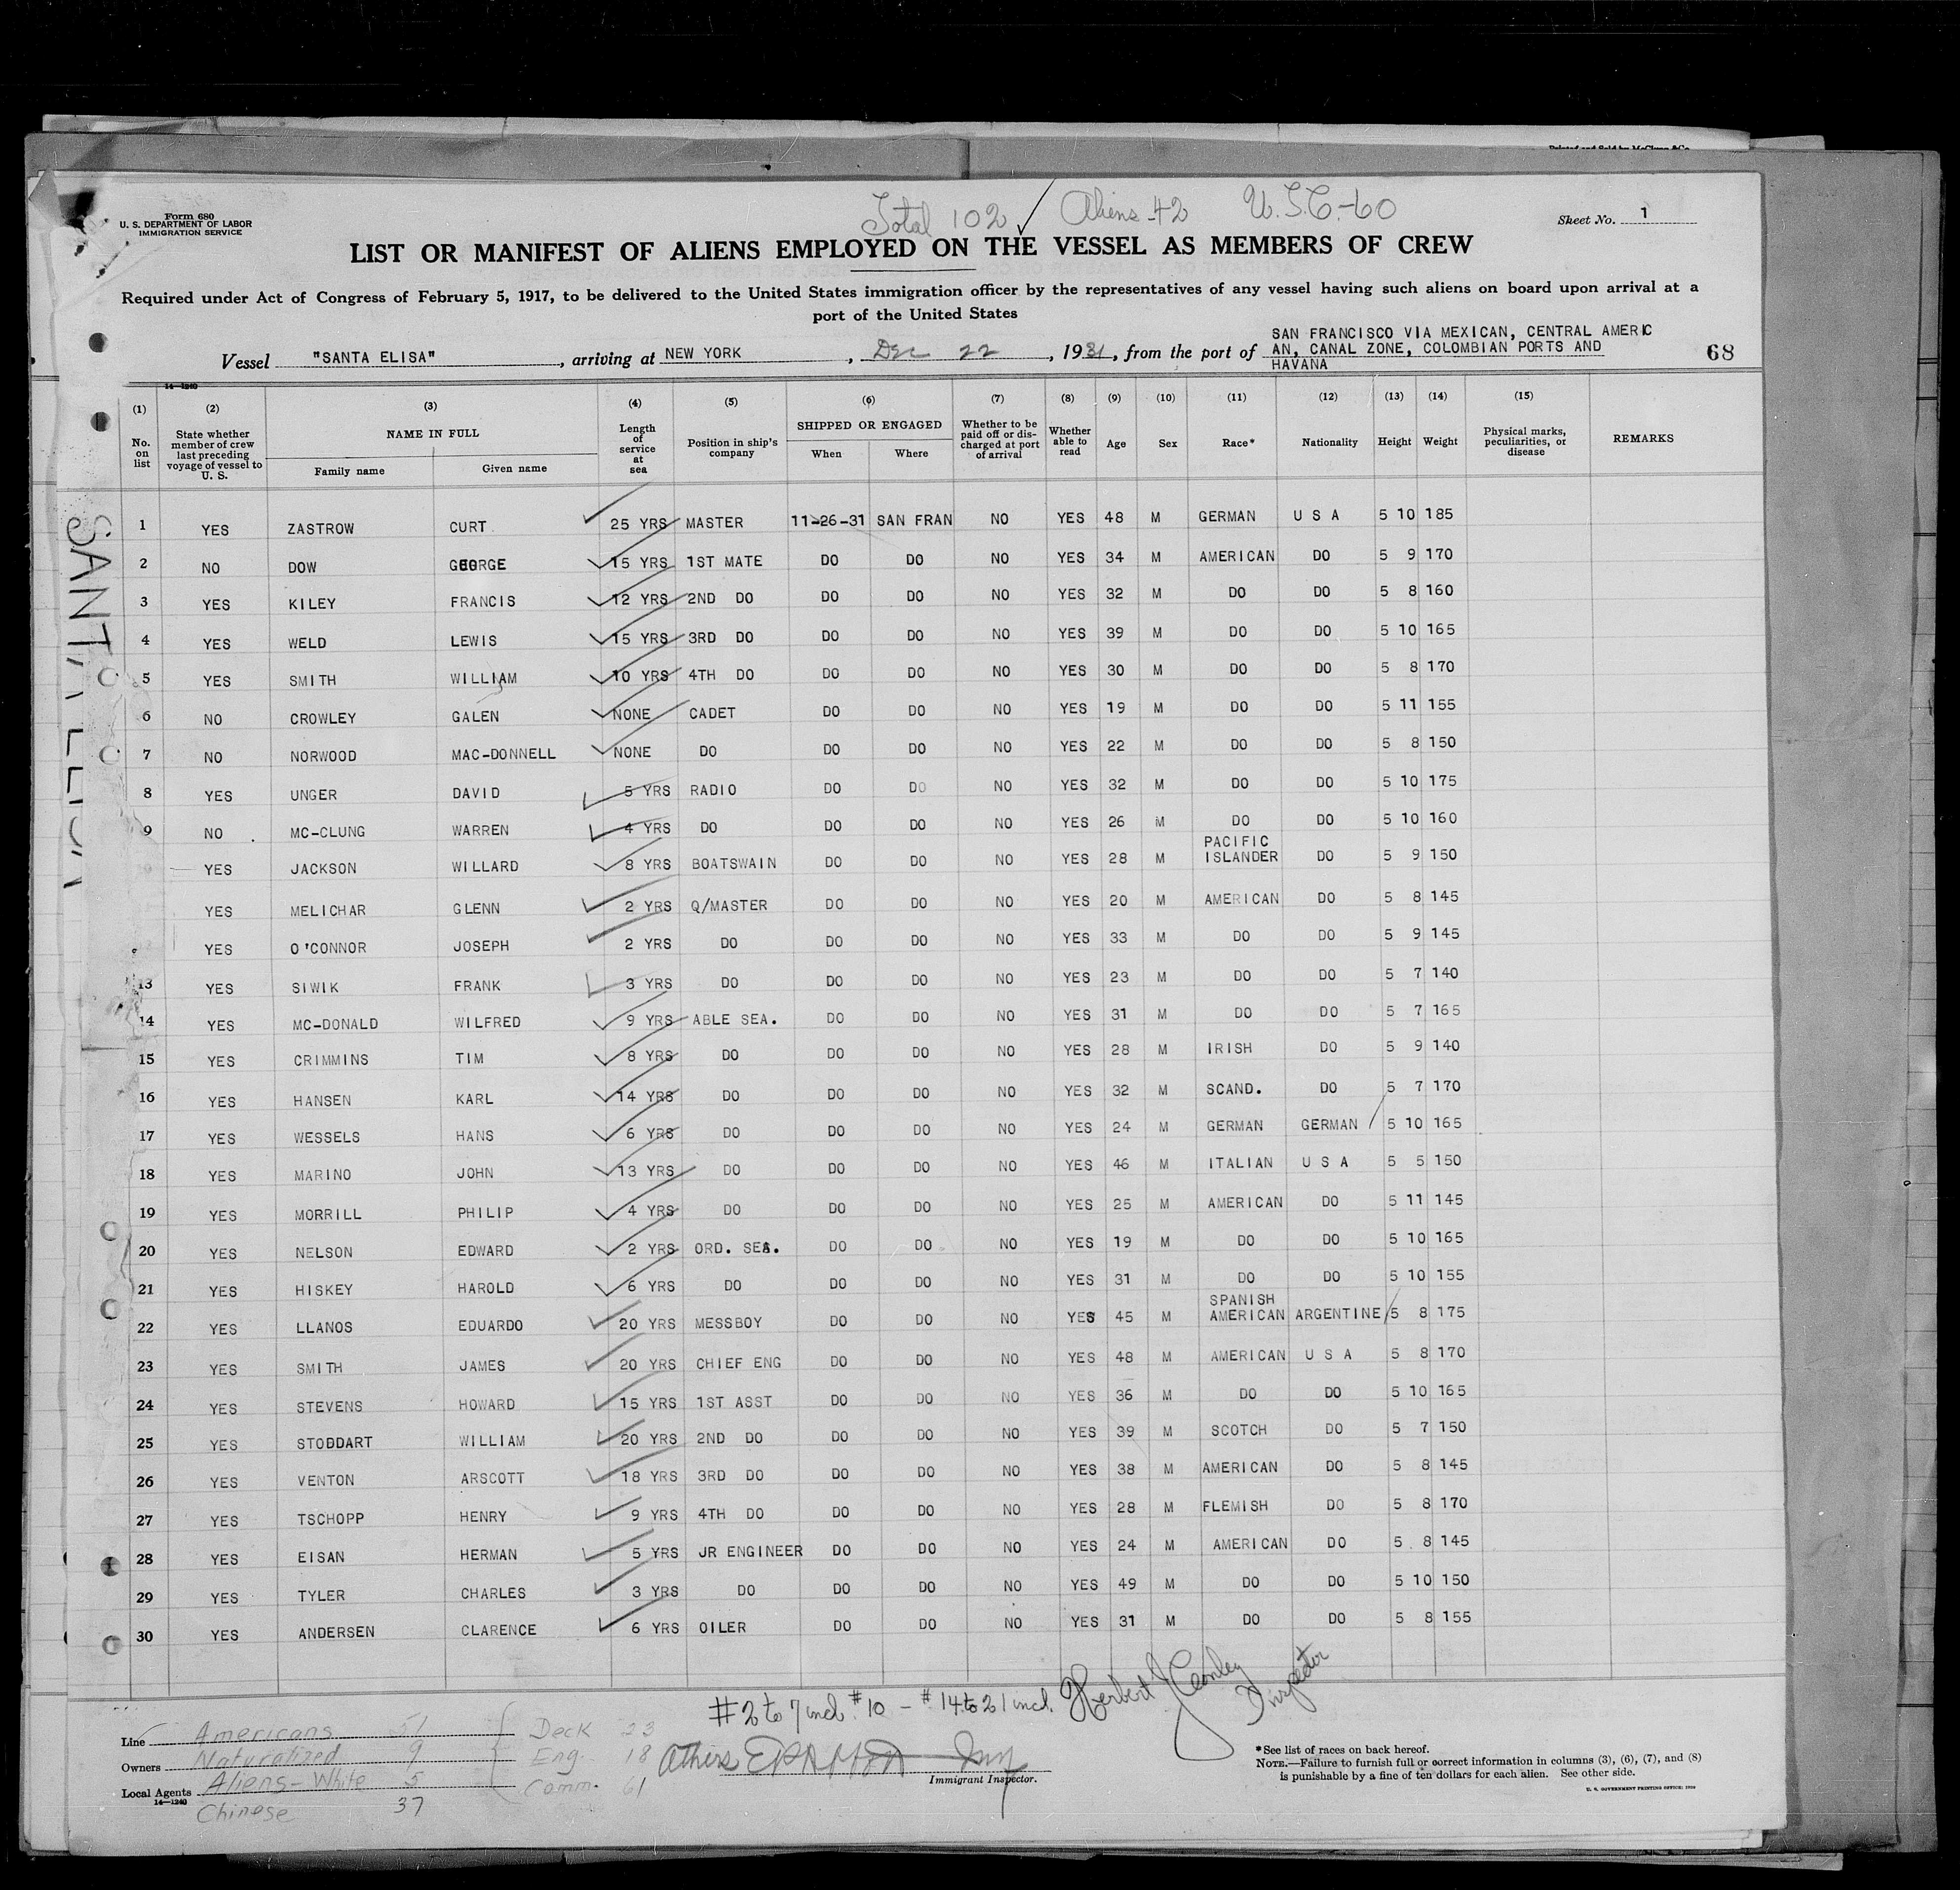 Printed and Sold by McClung &Co.
Form 680
U. S. DEPARTMENT OF LABOR
IMMIGRATION SERVICE
Total 102 ✓ Aliens-42 U.S.C-60
Sheet No. 1
LIST OR MANIFEST OF ALIENS EMPLOYED ON THE VESSEL AS MEMBERS OF CREW
Required under Act of Congress of February 5, 1917, to be delivered to the United States immigration officer by the representatives of any vessel having such aliens on board upon arrival at a
port of the United States
Vessel "SANTA ELISA", arriving at NEW YORK, Dec 22, 1931, from the port of SAN FRANCISCO VIA MEXICAN, CENTRAL AMERIC
AN, CANAL ZONE, COLOMBIAN PORTS AND
HAVANA
68
14—1240
(1) No. on list
(2) State whether member of crew last preceding voyage of vessel to U. S.
(3) NAME IN FULL Family name Given name
(4) Length of service at sea
(5) Position in ship's company
(6) SHIPPED OR ENGAGED When Where
(7) Whether to be paid off or discharged at port of arrival
(8) Whether able to read
(9) Age
(10) Sex
(11) Race*
(12) Nationality
(13) Height
(14) Weight
(15) Physical marks, peculiarities, or disease
REMARKS
1 YES ZASTROW CURT 25 YRS MASTER 11-26-31 SAN FRAN NO YES 48 M GERMAN U S A 5 10 185
2 NO DOW GEORGE 15 YRS 1ST MATE DO DO NO YES 34 M AMERICAN DO 5 9 170
3 YES KILEY FRANCIS 12 YRS 2ND DO DO DO NO YES 32 M DO DO 5 8 160
4 YES WELD LEWIS 15 YRS 3RD DO DO DO NO YES 39 M DO DO 5 10 165
5 YES SMITH WILLIAM 10 YRS 4TH DO DO DO NO YES 30 M DO DO 5 8 170
6 NO CROWLEY GALEN NONE CADET DO DO NO YES 19 M DO DO 5 11 155
7 NO NORWOOD MAC-DONNELL NONE DO DO DO NO YES 22 M DO DO 5 8 150
8 YES UNGER DAVID 5 YRS RADIO DO DO NO YES 32 M DO DO 5 10 175
9 NO MC-CLUNG WARREN 4 YRS DO DO DO NO YES 26 M DO DO 5 10 160
YES JACKSON WILLARD 8 YRS BOATSWAIN DO DO NO YES 28 M PACIFIC ISLANDER DO 5 9 150
YES MELICHAR GLENN 2 YRS Q/MASTER DO DO NO YES 20 M AMERICAN DO 5 8 145
YES O'CONNOR JOSEPH 2 YRS DO DO DO NO YES 33 M DO DO 5 9 145
13 YES SIWIK FRANK 3 YRS DO DO DO NO YES 23 M DO DO 5 7 140
14 YES MC-DONALD WILFRED 9 YRS ABLE SEA. DO DO NO YES 31 M DO DO 5 7 165
15 YES CRIMMINS TIM 8 YRS DO DO DO NO YES 28 M IRISH DO 5 9 140
16 YES HANSEN KARL 14 YRS DO DO DO NO YES 32 M SCAND. DO 5 7 170
17 YES WESSELS HANS 6 YRS DO DO DO NO YES 24 M GERMAN GERMAN 5 10 165
18 YES MARINO JOHN 13 YRS DO DO DO NO YES 46 M ITALIAN U S A 5 5 150
19 YES MORRILL PHILIP 4 YRS DO DO DO NO YES 25 M AMERICAN DO 5 11 145
20 YES NELSON EDWARD 2 YRS ORD. SEA. DO DO NO YES 19 M DO DO 5 10 165
21 YES HISKEY HAROLD 6 YRS DO DO DO NO YES 31 M DO DO 5 10 155
22 YES LLANOS EDUARDO 20 YRS MESSBOY DO DO NO YES 45 M SPANISH AMERICAN ARGENTINE 5 8 175
23 YES SMITH JAMES 20 YRS CHIEF ENG DO DO NO YES 48 M AMERICAN U S A 5 8 170
24 YES STEVENS HOWARD 15 YRS 1ST ASST DO DO NO YES 36 M DO DO 5 10 165
25 YES STODDART WILLIAM 20 YRS 2ND DO DO DO NO YES 39 M SCOTCH DO 5 7 150
26 YES VENTON ARSCOTT 18 YRS 3RD DO DO DO NO YES 38 M AMERICAN DO 5 8 145
27 YES TSCHOPP HENRY 9 YRS 4TH DO DO DO NO YES 28 M FLEMISH DO 5 8 170
28 YES EISAN HERMAN 5 YRS JR ENGINEER DO DO NO YES 24 M AMERICAN DO 5 8 145
29 YES TYLER CHARLES 3 YRS DO DO DO NO YES 49 M DO DO 5 10 150
30 YES ANDERSEN CLARENCE 6 YRS OILER DO DO NO YES 31 M DO DO 5 8 155
#2 to 7 incl. #10 - #14 to 21 incl. Herbert Inspector
Line Americans 51 Deck 23
Owners Naturalized 9 Eng. 18
Local Agents Aliens-White 5 Comm. 61
14—1240
Chinese 37
Others
Immigrant Inspector.
*See list of races on back hereof.
NOTE.—Failure to furnish full or correct information in columns (3), (6), (7), and (8)
is punishable by a fine of ten dollars for each alien. See other side.
U. S. GOVERNMENT PRINTING OFFICE: